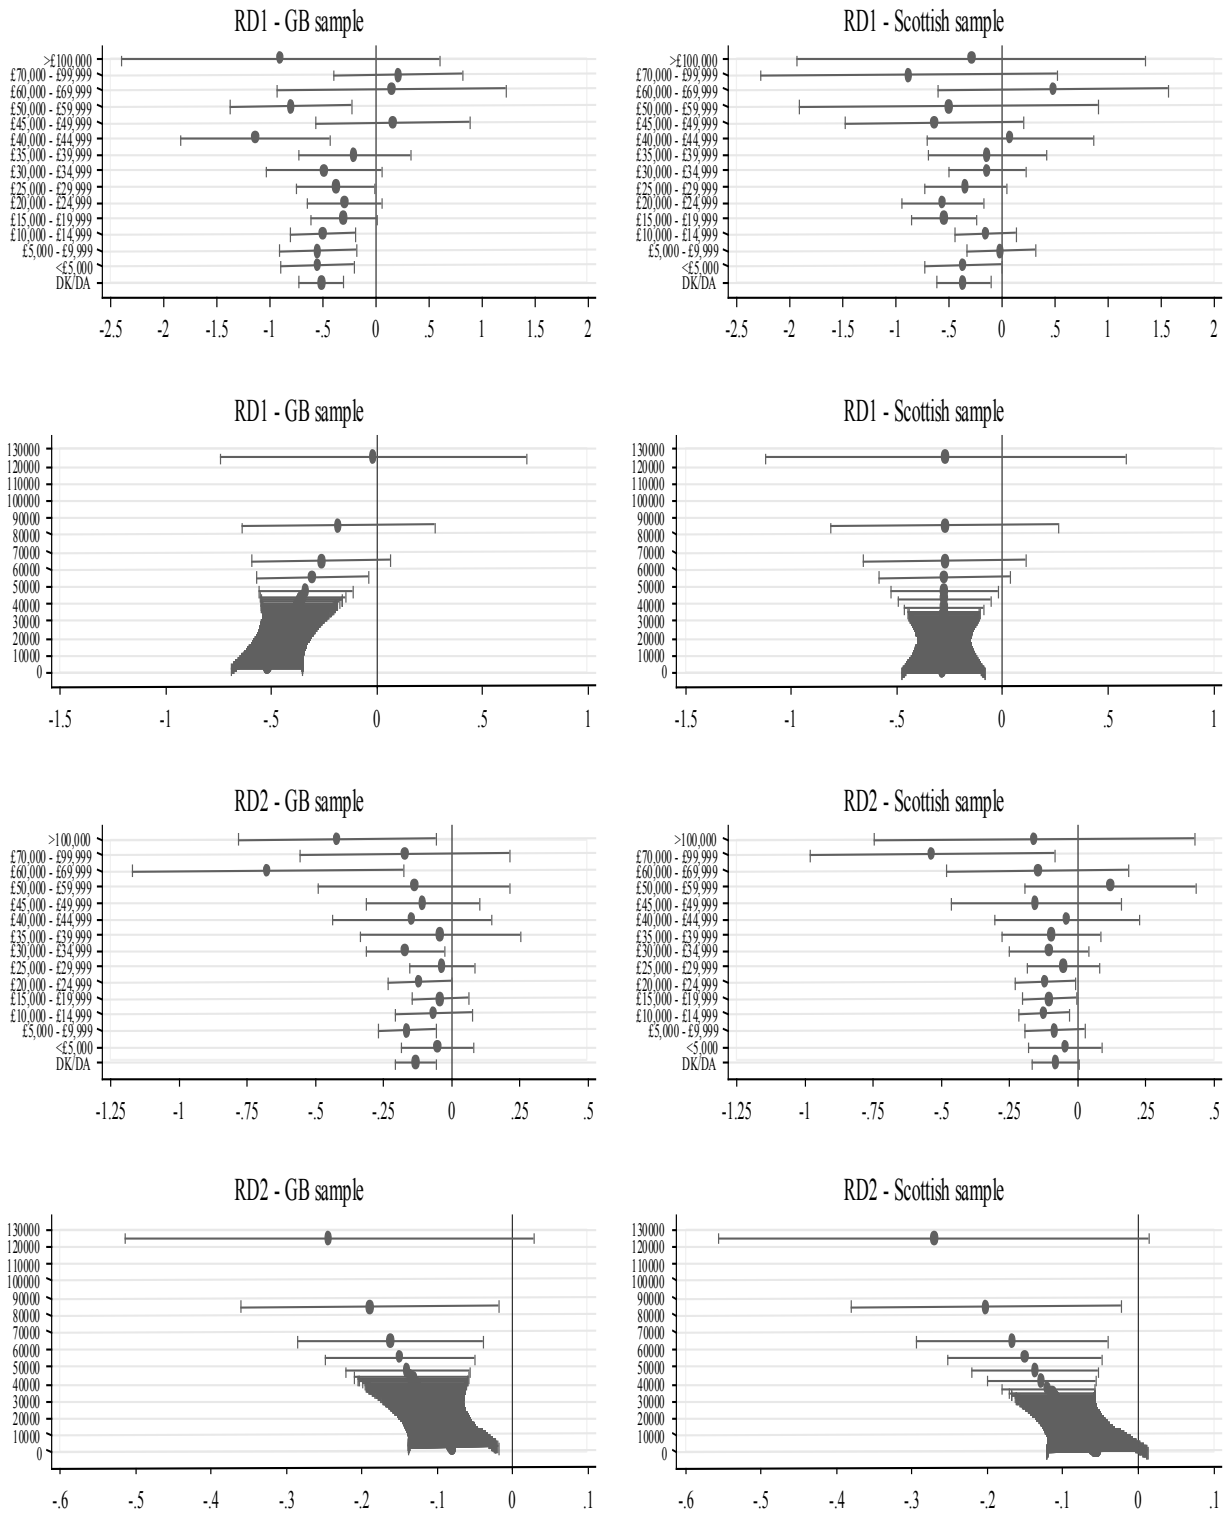 RD1 - GB sample
>£100,000
£70,000 - £99,999
£60,000 - £69,999
£50,000 - £59,999
£45,000 - £49,999
£40,000 - £44,999
£35,000 - £39,999
£30,000 - £34,999
£25,000 - £29,999
£20,000 - £24,999
£15,000 - £19,999
£10,000 - £14,999
£5,000 - £9,999
<£5,000
DK/DA
-2.5 -2 -1.5 -1 -.5 0 .5 1 1.5 2
RD1 - Scottish sample
>£100,000
£70,000 - £99,999
£60,000 - £69,999
£50,000 - £59,999
£45,000 - £49,999
£40,000 - £44,999
£35,000 - £39,999
£30,000 - £34,999
£25,000 - £29,999
£20,000 - £24,999
£15,000 - £19,999
£10,000 - £14,999
£5,000 - £9,999
<£5,000
DK/DA
-2.5 -2 -1.5 -1 -.5 0 .5 1 1.5 2
RD1 - GB sample
130000
120000
110000
100000
90000
80000
70000
60000
50000
40000
30000
20000
10000
0
-1.5 -1 -.5 0 .5 1
RD1 - Scottish sample
130000
120000
110000
100000
90000
80000
70000
60000
50000
40000
30000
20000
10000
0
-1.5 -1 -.5 0 .5 1
RD2 - GB sample
>100,000
£70,000 - £99,999
£60,000 - £69,999
£50,000 - £59,999
£45,000 - £49,999
£40,000 - £44,999
£35,000 - £39,999
£30,000 - £34,999
£25,000 - £29,999
£20,000 - £24,999
£15,000 - £19,999
£10,000 - £14,999
£5,000 - £9,999
<£5,000
DK/DA
-1.25 -1 -.75 -.5 -.25 0 .25 .5
RD2 - Scottish sample
>100,000
£70,000 - £99,999
£60,000 - £69,999
£50,000 - £59,999
£45,000 - £49,999
£40,000 - £44,999
£35,000 - £39,999
£30,000 - £34,999
£25,000 - £29,999
£20,000 - £24,999
£15,000 - £19,999
£10,000 - £14,999
£5,000 - £9,999
<5,000
DK/DA
-1.25 -1 -.75 -.5 -.25 0 .25 .5
RD2 - GB sample
130000
120000
110000
100000
90000
80000
70000
60000
50000
40000
30000
20000
10000
0
-.6 -.5 -.4 -.3 -.2 -.1 0 .1
RD2 - Scottish sample
130000
120000
110000
100000
90000
80000
70000
60000
50000
40000
30000
20000
10000
0
-.6 -.5 -.4 -.3 -.2 -.1 0 .1